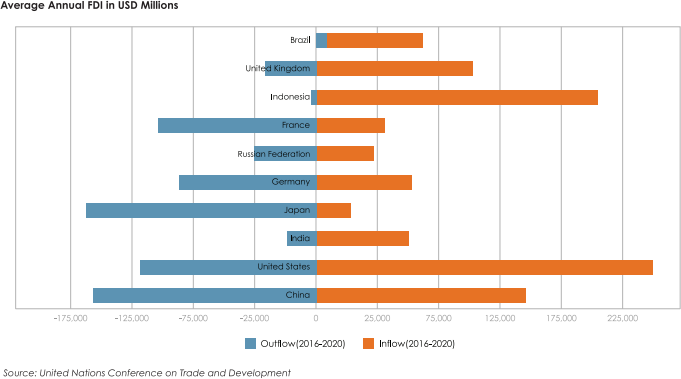 Average Annual FDI in USD Millions
Brazil
United Kingdom
Indonesia
France
Russian Federation
Germany
Japan
India
United States
China
-175,000 -125,000 -75,000 -25,000 0 25,000 75,000 125,000 175,000 225,000
Outflow(2016-2020) Inflow(2016-2020)
Source: United Nations Conference on Trade and Development